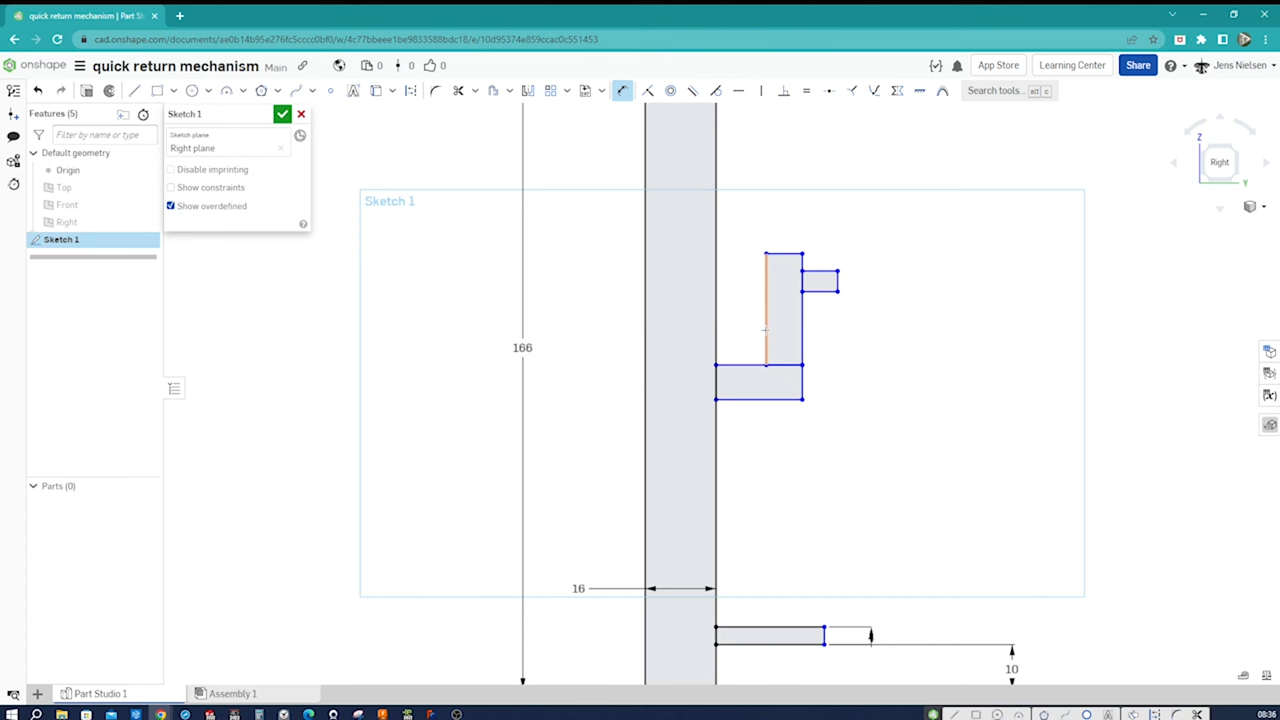 quick return mechanism | Part St
cad.onshape.com/documents/ae0b14b95e276fc5cccc0bf0/w/4c77bbeee1be9833588bdc18/e/10d95374e859ccac0c551453
onshape
quick return mechanism
Main
0
0
0
App Store
Learning Center
Share
Jens Nielsen
Search tools...
alt
c
Features (5)
Filter by name or type
Default geometry
Origin
Top
Front
Right
Sketch 1
Parts (0)
Sketch 1
Sketch plane
Right plane
Disable imprinting
Show constraints
Show overdefined
Sketch 1
166
16
10
Z
Right
Y
Part Studio 1
Assembly 1
08:36